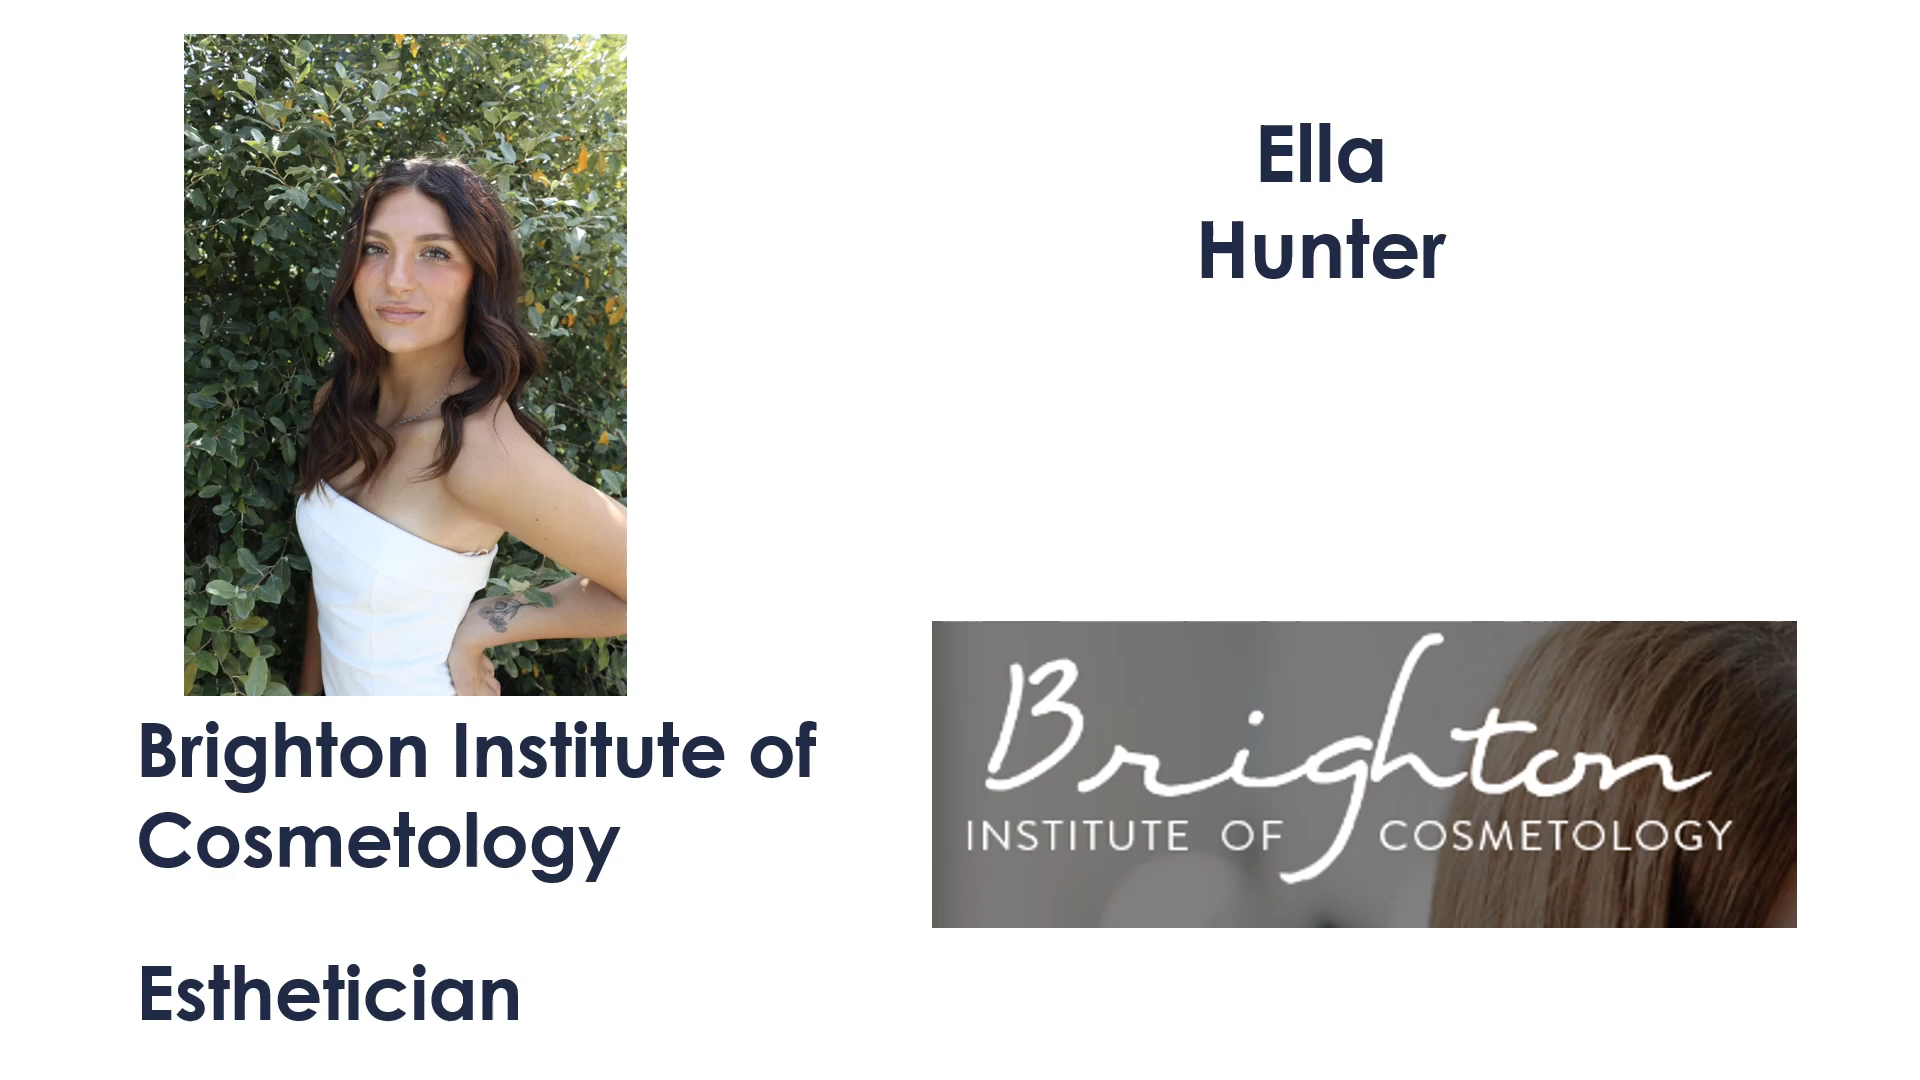 Ella
Hunter
Brighton Institute of
Cosmetology
Esthetician
Brighton
INSTITUTE OF COSMETOLOGY